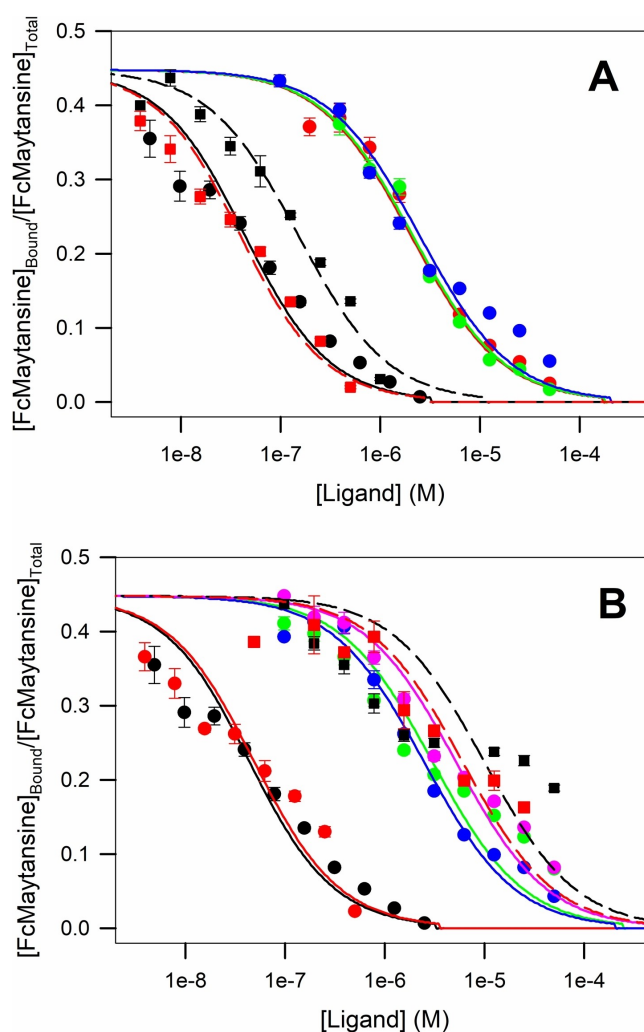 A
0.5
0.4
0.3
0.2
0.1
0.0
[FcMaytansine]Bound/[FcMaytansine]Total
1e-8 1e-7 1e-6 1e-5 1e-4
[Ligand] (M)
B
0.5
0.4
0.3
0.2
0.1
0.0
[FcMaytansine]Bound/[FcMaytansine]Total
1e-8 1e-7 1e-6 1e-5 1e-4
[Ligand] (M)